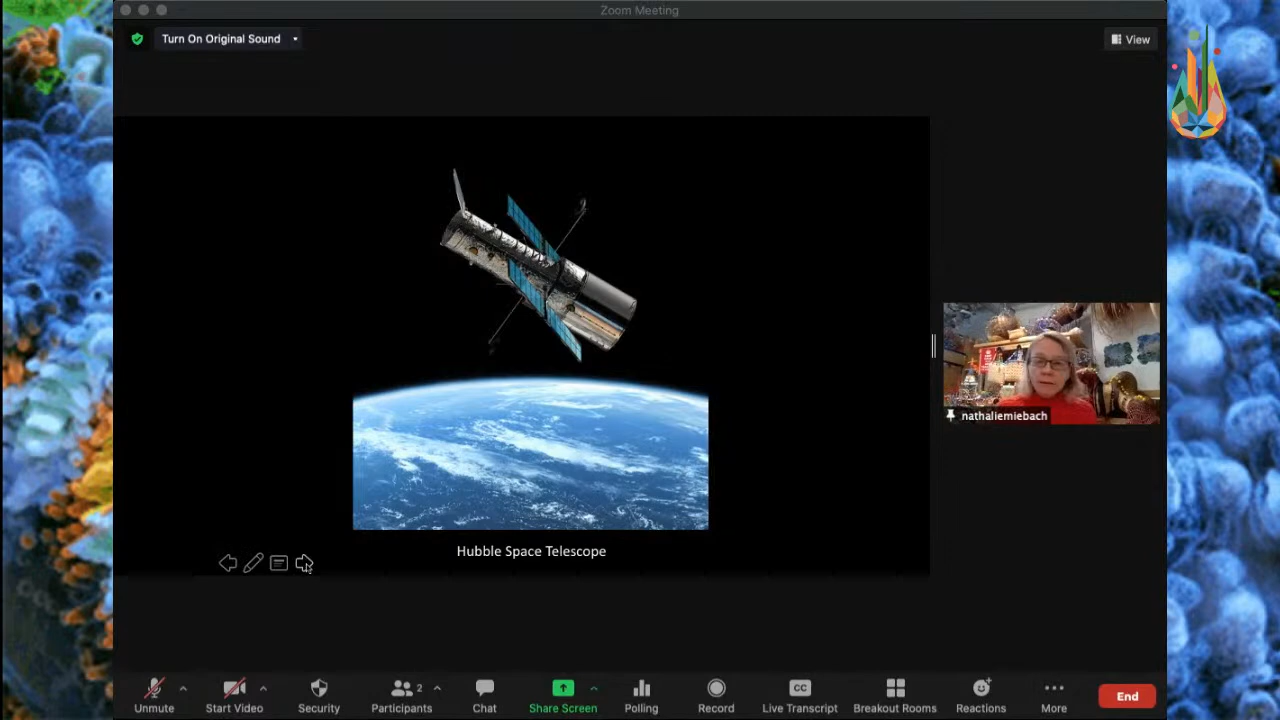 Zoom Meeting
Turn On Original Sound
View
nathaliemiebach
Hubble Space Telescope
2
Unmute
Start Video
Security
Participants
Chat
Share Screen
Polling
Record
CC
Live Transcript
Breakout Rooms
Reactions
More
End